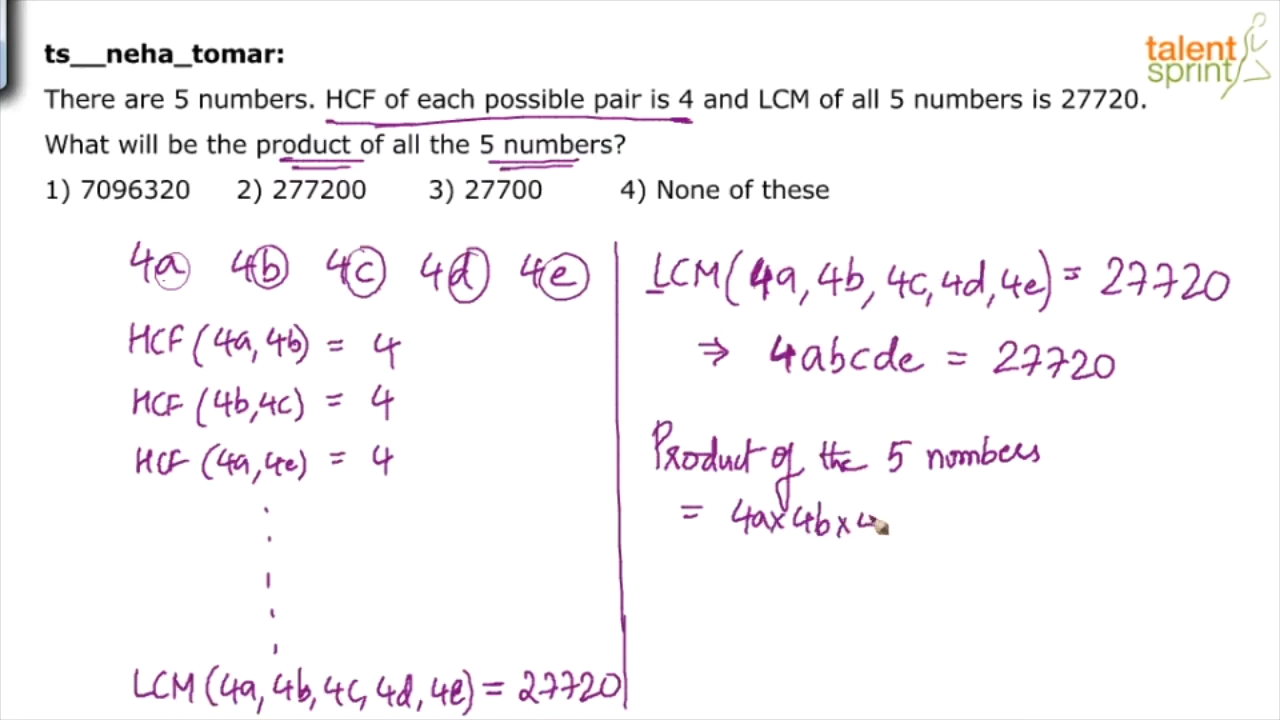 talent
sprint
ts__neha_tomar:
There are 5 numbers. HCF of each possible pair is 4 and LCM of all 5 numbers is 27720.
What will be the product of all the 5 numbers?
1) 7096320 2) 277200 3) 27700 4) None of these
4a 4b 4c 4d 4e
HCF (4a, 4b) = 4
HCF (4b, 4c) = 4
HCF (4a, 4e) = 4
LCM (4a, 4b, 4c, 4d, 4e) = 27720
LCM (4a, 4b, 4c, 4d, 4e) = 27720
⇒ 4abcde = 27720
Product of the 5 numbers
= 4a x 4b x 4